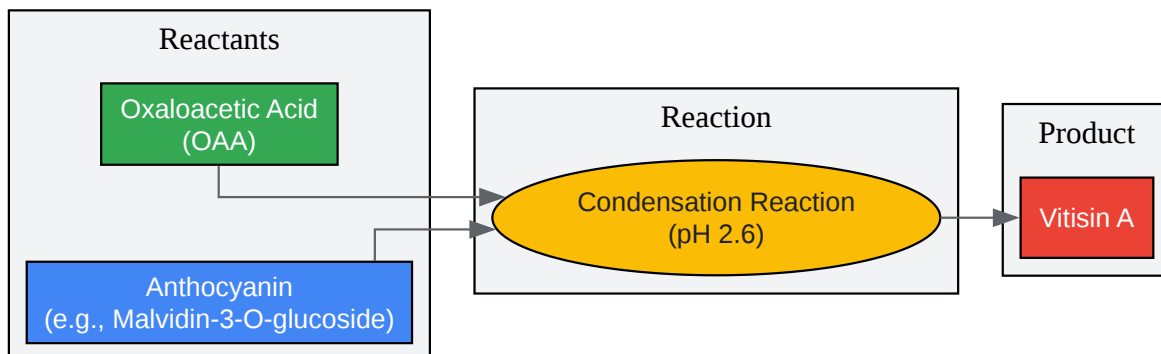 Reactants
Oxaloacetic Acid
(OAA)
Anthocyanin
(e.g., Malvidin-3-O-glucoside)
Reaction
Condensation Reaction
(pH 2.6)
Product
Vitisin A